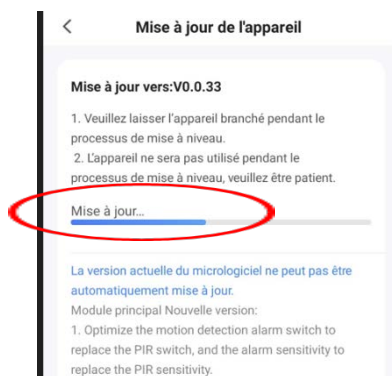 Mise à jour de l'appareil
Mise à jour vers:V0.0.33
1. Veuillez laisser l'appareil branché pendant le
processus de mise à niveau.
2. L'appareil ne sera pas utilisé pendant le
processus de mise à niveau, veuillez être patient.
Mise à jour...
La version actuelle du micrologiciel ne peut pas être
automatiquement mise à jour.
Module principal Nouvelle version:
1. Optimize the motion detection alarm switch to
replace the PIR switch, and the alarm sensitivity to
replace the PIR sensitivity.